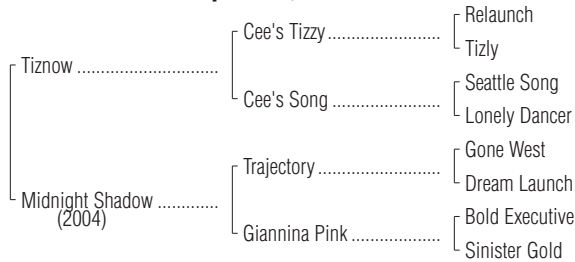 Relaunch
Cee's Tizzy
Tizly
Tiznow
Seattle Song
Cee's Song
Lonely Dancer
Gone West
Trajectory
Dream Launch
Midnight Shadow
(2004)
Bold Executive
Giannina Pink
Sinister Gold